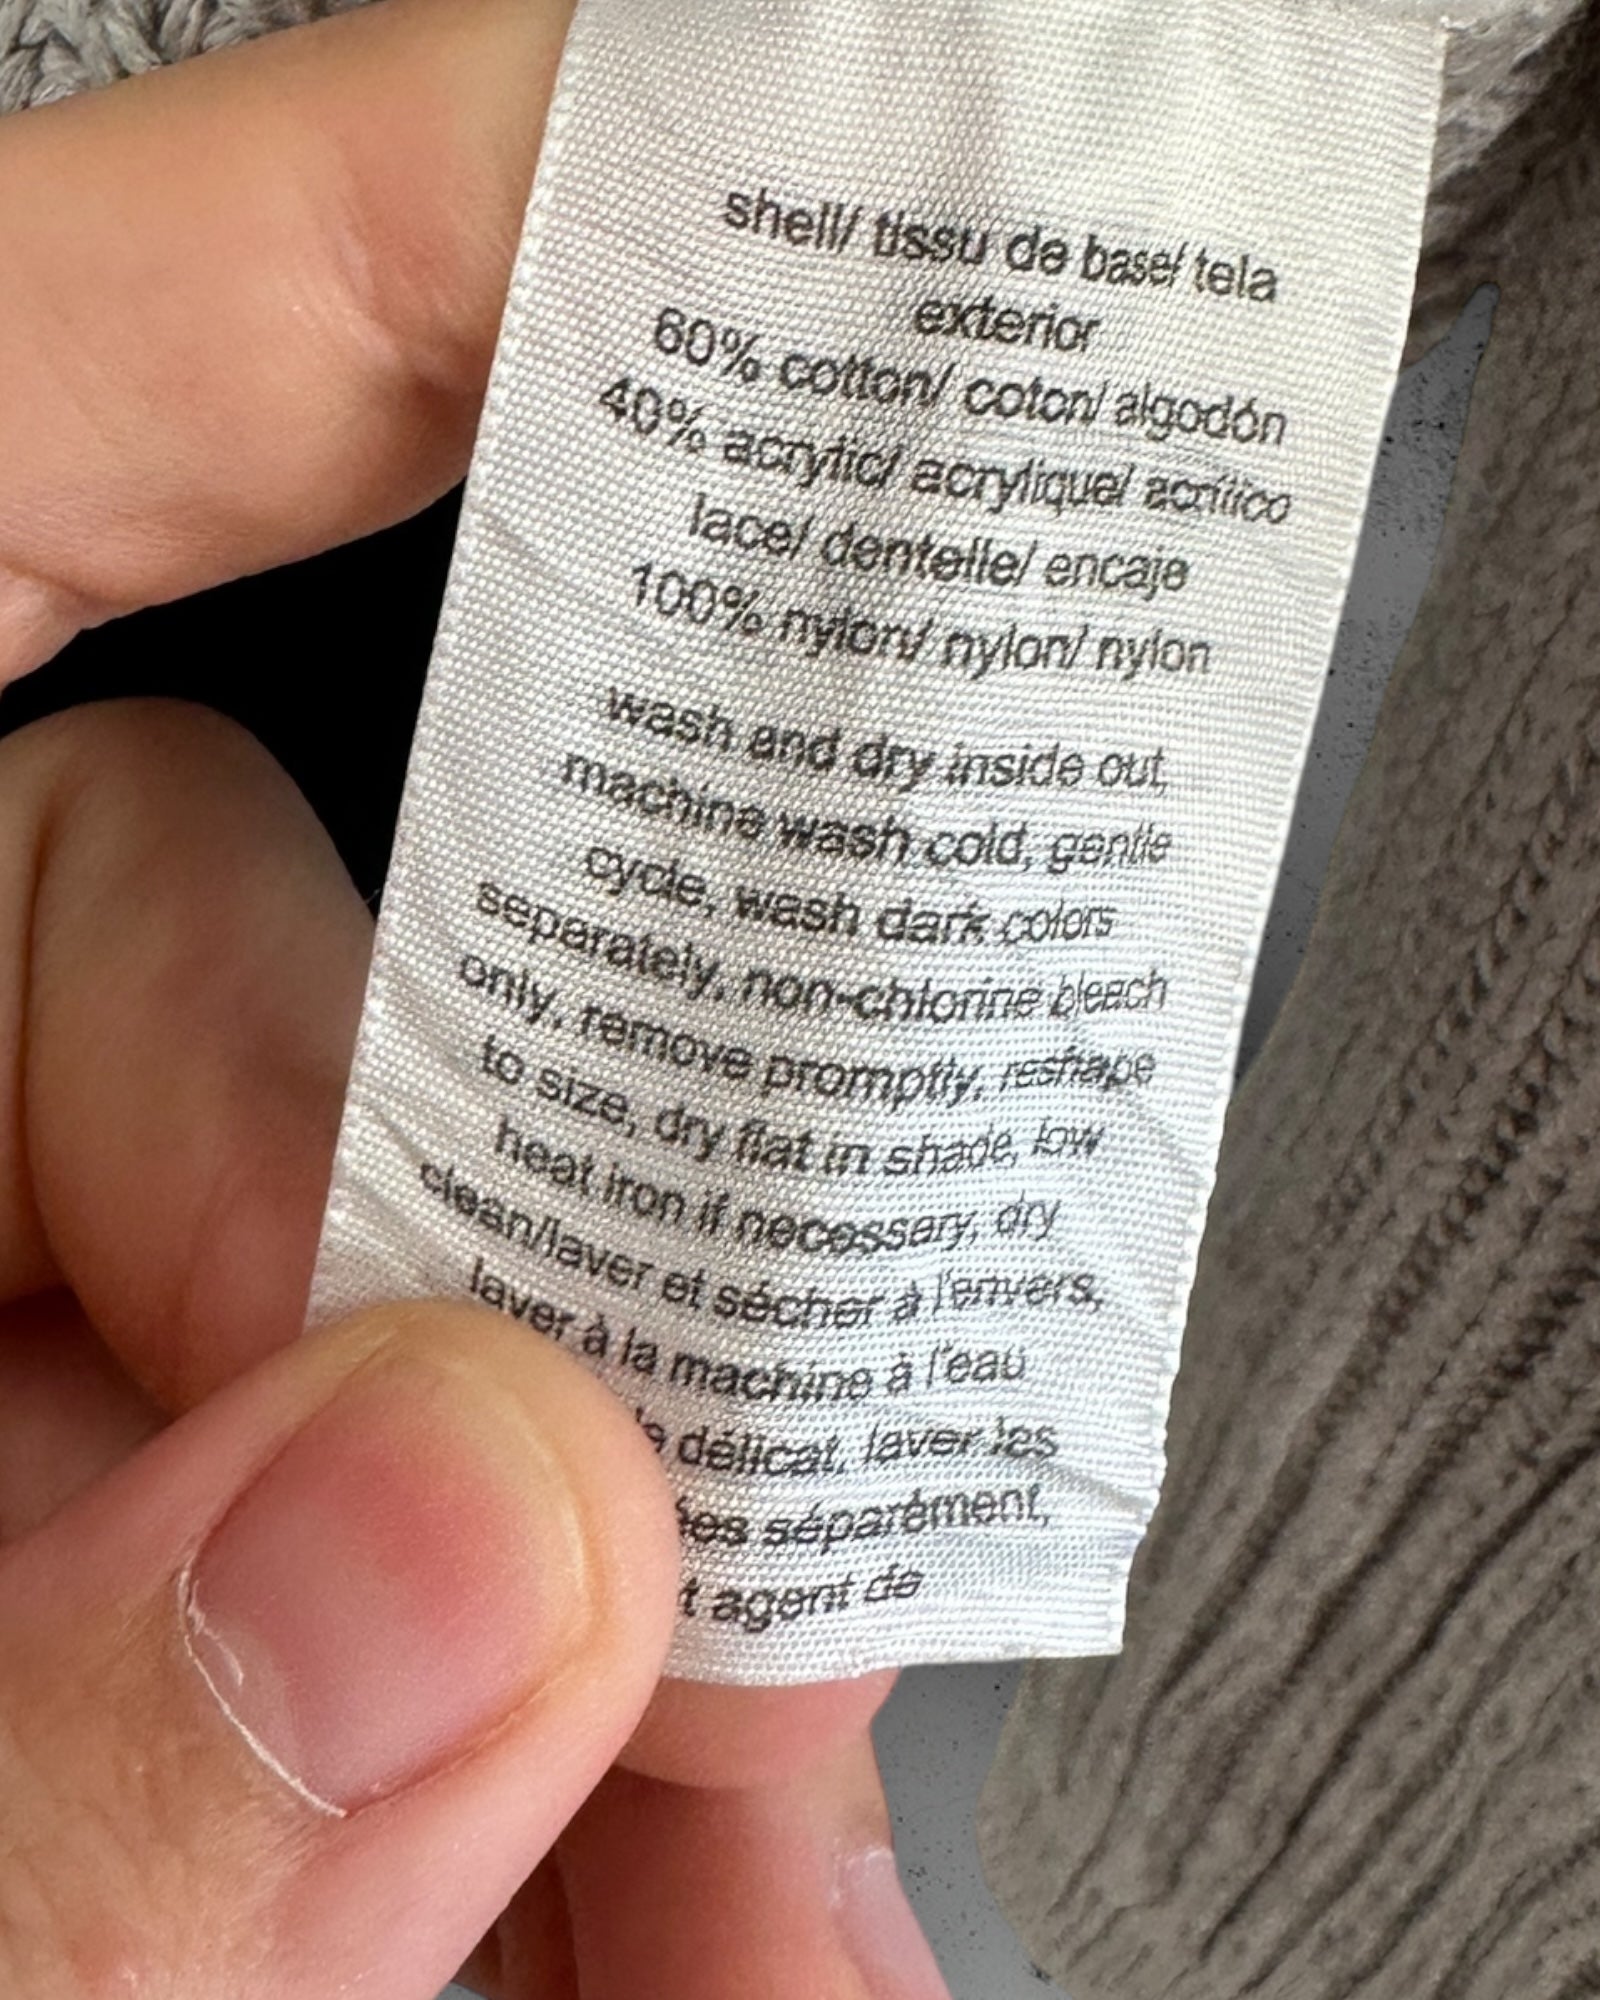 shell/ tissu de base/ tela
exterior
60% cotton/ coton/ algodón
40% acrylic/ acrylique/ acrílico
lace/ dentelle/ encaje
100% nylon/ nylon/ nylon
wash and dry inside out,
machine wash cold, gentle
cycle, wash dark colors
separately, non-chlorine bleach
only, remove promptly, reshape
to size, dry flat in shade, low
heat iron if necessary, dry
clean/laver et sécher à l'envers,
laver à la machine à l'eau
délicat, laver les
séparément,
agent de